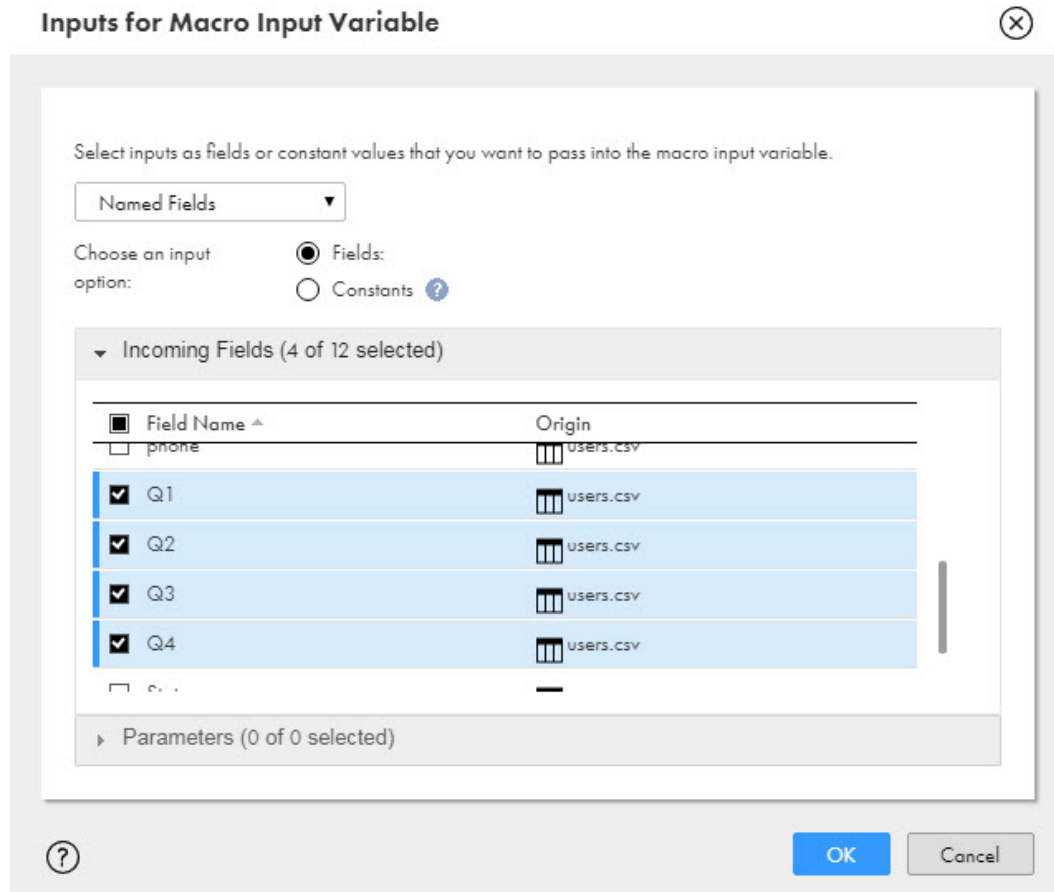 Inputs for Macro Input Variable
Select inputs as fields or constant values that you want to pass into the macro input variable.
Named Fields
Choose an input option:
Fields:
Constants ?
Incoming Fields (4 of 12 selected)
Field Name Origin
phone users.csv
Q1 users.csv
Q2 users.csv
Q3 users.csv
Q4 users.csv
Parameters (0 of 0 selected)
? OK Cancel